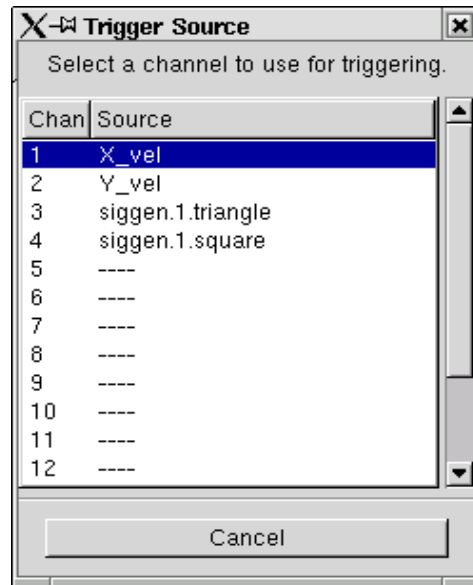 Trigger Source
Select a channel to use for triggering.
Chan Source
1 X_vel
2 Y_vel
3 siggen.1.triangle
4 siggen.1.square
5 ----
6 ----
7 ----
8 ----
9 ----
10 ----
11 ----
12 ----
Cancel